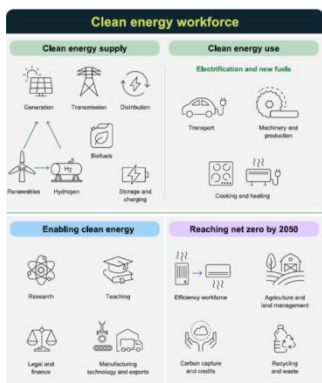 Clean energy workforce
Clean energy supply
Clean energy use
Electrification and new fuels
Generation
Transmission
Distribution
Transport
Machinery and
production
Biofuels
H₂
Renewables
Hydrogen
Storage and
charging
Cooking and heating
Enabling clean energy
Reaching net zero by 2050
Research
Teaching
Efficiency workforce
Agriculture and
land management
Legal and
finance
Manufacturing
technology and exports
Carbon capture
and credits
Recycling
and waste